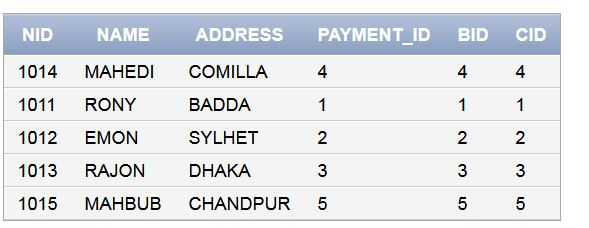 NID NAME ADDRESS PAYMENT_ID BID CID
1014 MAHEDI COMILLA 4 4 4
1011 RONY BADDA 1 1 1
1012 EMON SYLHET 2 2 2
1013 RAJON DHAKA 3 3 3
1015 MAHBUB CHANDPUR 5 5 5